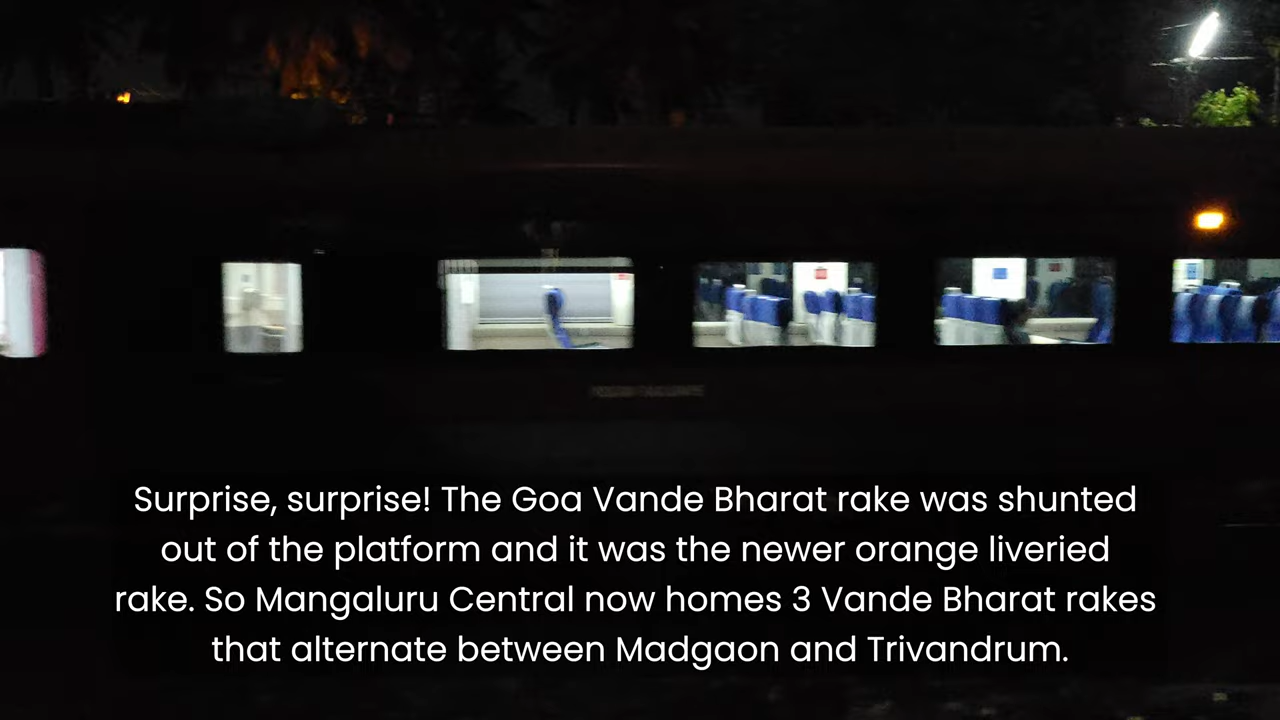 Surprise, surprise! The Goa Vande Bharat rake was shunted
out of the platform and it was the newer orange liveried
rake. So Mangaluru Central now homes 3 Vande Bharat rakes
that alternate between Madgaon and Trivandrum.